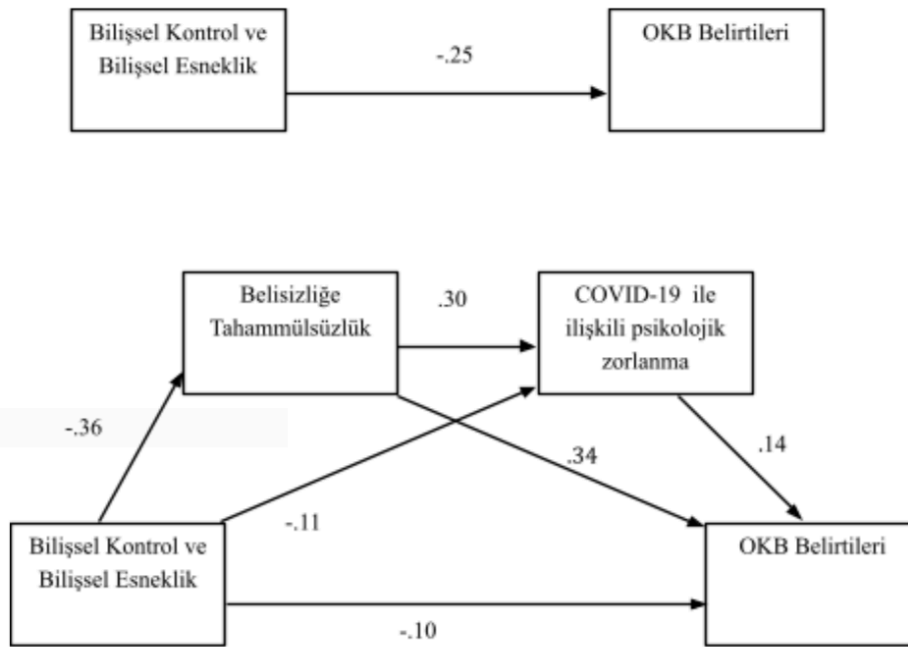 Bilişsel Kontrol ve
Bilişsel Esneklik
-.25
OKB Belirtileri
Belisizliğe
Tahammülsüzlük
.30
COVID-19 ile
ilişkili psikolojik
zorlanma
-.36
.34
.14
-.11
Bilişsel Kontrol ve
Bilişsel Esneklik
OKB Belirtileri
-.10